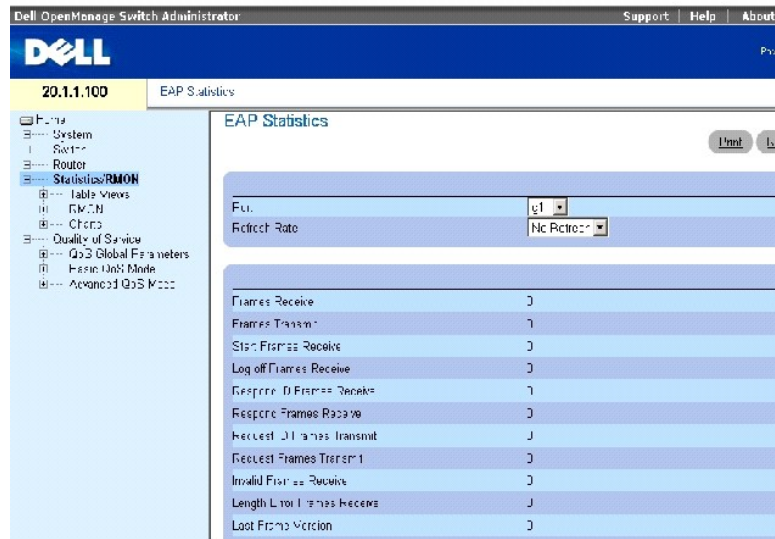 Dell OpenManage Switch Administrator
Support | Help | About
DELL
20.1.1.100
EAP Statistics
Home
System
Switch
Router
Statistics/RMON
Table Views
RMON
Charts
Quality of Service
QoS Global Parameters
Basic QoS Mode
Advanced QoS Mode
EAP Statistics
Print
Port
g1
Refresh Rate
No Refresh
Frames Receive 0
Frames Transmit 0
Start Frames Receive 0
Log off Frames Receive 0
Respond ID Frames Receive 0
Respond Frames Receive 0
Request ID Frames Transmit 0
Request Frames Transmit 0
Invalid Frames Receive 0
Length Error Frames Receive 0
Last Frame Version 0